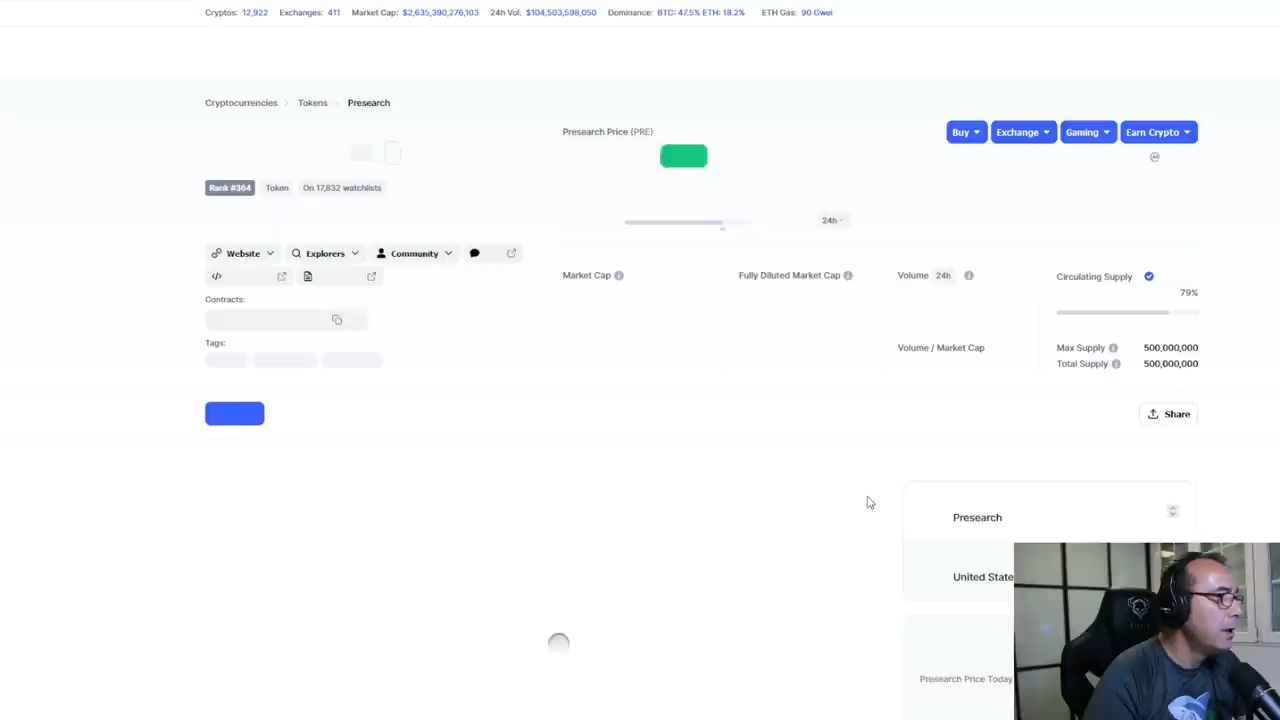 Cryptos: 12,922 Exchanges: 411 Market Cap: $2,635,390,276,103 24h Vol: $104,503,598,050 Dominance: BTC: 47.5% ETH: 18.2% ETH Gas: 90 Gwei
Cryptocurrencies Tokens Presearch
Presearch Price (PRE)
Buy Exchange Gaming Earn Crypto
Rank #364 Token On 17,832 watchlists
24h
Website Explorers Community
Market Cap Fully Diluted Market Cap Volume 24h Circulating Supply
79%
Contracts:
Tags:
Volume / Market Cap
Max Supply 500,000,000
Total Supply 500,000,000
Share
Presearch
United State
Presearch Price Today